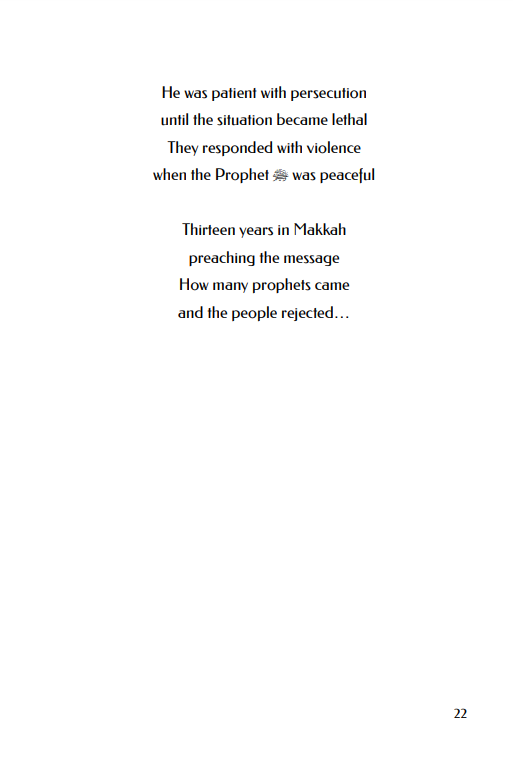 He was patient with persecution
until the situation became lethal
They responded with violence
when the Prophet ﷺ was peaceful
Thirteen years in Makkah
preaching the message
How many prophets came
and the people rejected…
22